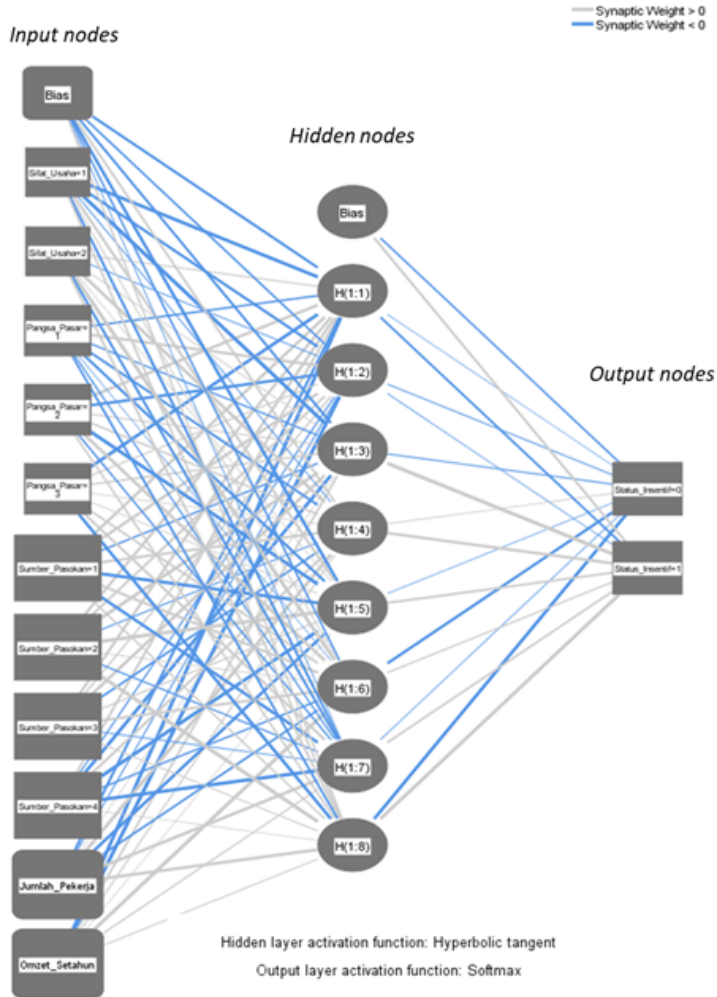 Synaptic Weight > 0
Synaptic Weight < 0
Input nodes
Hidden nodes
Output nodes
Bias
Sifat_Usaha=1
Sifat_Usaha=2
Pangsa_Pasar=
1
Pangsa_Pasar=
2
Pangsa_Pasar=
3
Sumber_Pasokan=1
Sumber_Pasokan=2
Sumber_Pasokan=3
Sumber_Pasokan=4
Jumlah_Pekerja
Omzet_Setahun
Bias
H(1:1)
H(1:2)
H(1:3)
H(1:4)
H(1:5)
H(1:6)
H(1:7)
H(1:8)
Status_Insentif=0
Status_Insentif=1
Hidden layer activation function: Hyperbolic tangent
Output layer activation function: Softmax